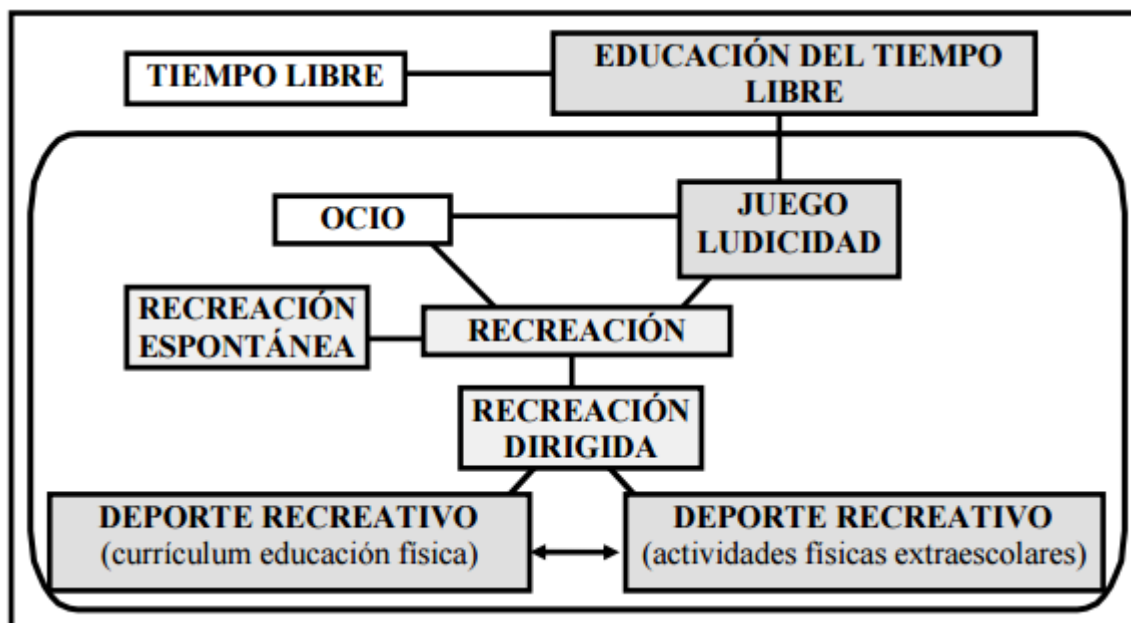 TIEMPO LIBRE
EDUCACIÓN DEL TIEMPO
LIBRE
OCIO
JUEGO
LUDICIDAD
RECREACIÓN
ESPONTÁNEA
RECREACIÓN
RECREACIÓN
DIRIGIDA
DEPORTE RECREATIVO
(currículum educación física)
DEPORTE RECREATIVO
(actividades físicas extraescolares)